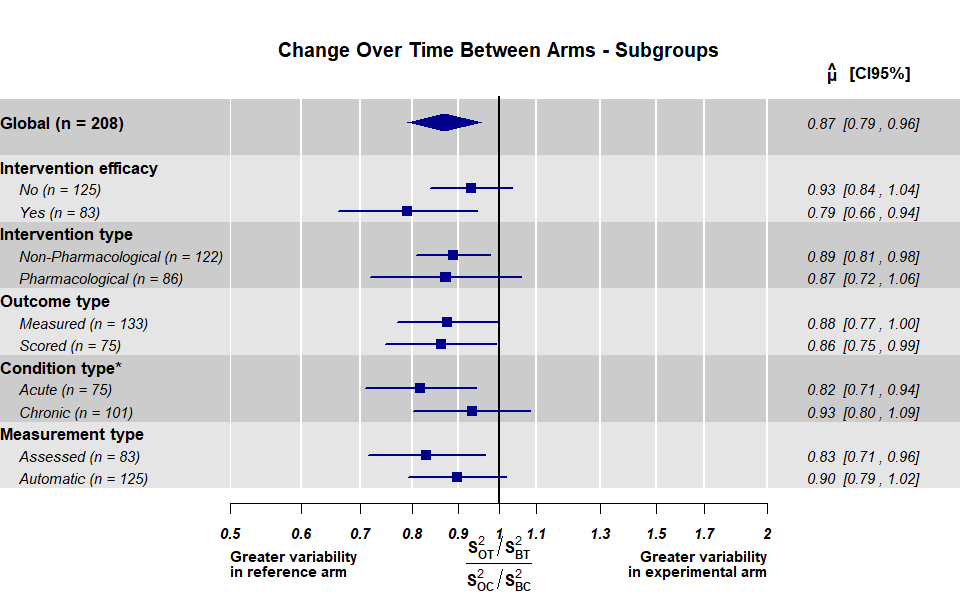 Change Over Time Between Arms - Subgroups
μ̂ [CI95%]
Global (n = 208) 0.87 [0.79 , 0.96]
Intervention efficacy
No (n = 125) 0.93 [0.84 , 1.04]
Yes (n = 83) 0.79 [0.66 , 0.94]
Intervention type
Non-Pharmacological (n = 122) 0.89 [0.81 , 0.98]
Pharmacological (n = 86) 0.87 [0.72 , 1.06]
Outcome type
Measured (n = 133) 0.88 [0.77 , 1.00]
Scored (n = 75) 0.86 [0.75 , 0.99]
Condition type*
Acute (n = 75) 0.82 [0.71 , 0.94]
Chronic (n = 101) 0.93 [0.80 , 1.09]
Measurement type
Assessed (n = 83) 0.83 [0.71 , 0.96]
Automatic (n = 125) 0.90 [0.79 , 1.02]
0.5 0.6 0.7 0.8 0.9 1 1.1 1.3 1.5 1.7 2
Greater variability
in reference arm
S²OT / S²BT
S²OC / S²BC
Greater variability
in experimental arm